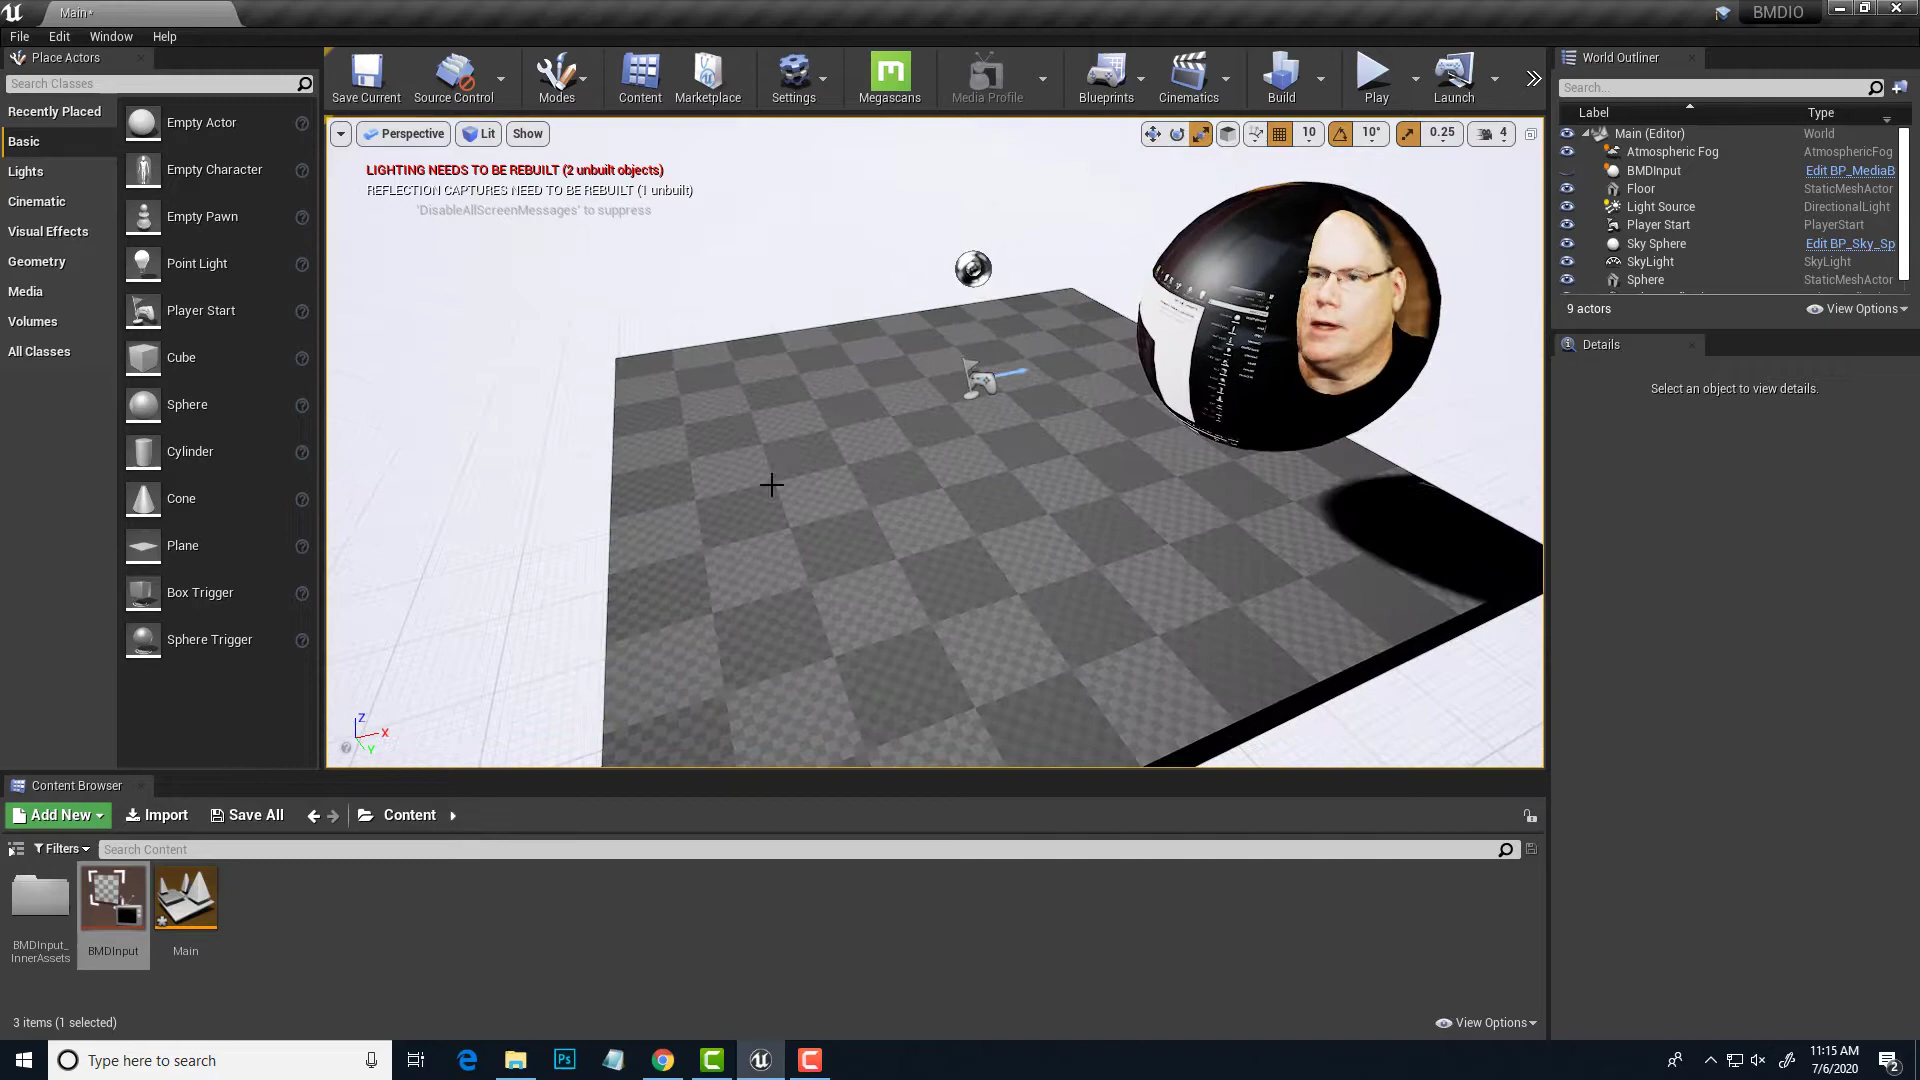 Main*
BMDIO
File Edit Window Help
Place Actors
Search Classes
Recently Placed
Basic
Lights
Cinematic
Visual Effects
Geometry
Media
Volumes
All Classes
Empty Actor
Empty Character
Empty Pawn
Point Light
Player Start
Cube
Sphere
Cylinder
Cone
Plane
Box Trigger
Sphere Trigger
Save Current
Source Control
Modes
Content
Marketplace
Settings
Megascans
Media Profile
Blueprints
Cinematics
Build
Play
Launch
Perspective Lit Show
10 10° 0.25 4
LIGHTING NEEDS TO BE REBUILT (2 unbuilt objects)
REFLECTION CAPTURES NEED TO BE REBUILT (1 unbuilt)
'DisableAllScreenMessages' to suppress
Z
X
Y
World Outliner
Search...
Label Type
Main (Editor) World
Atmospheric Fog AtmosphericFog
BMDInput Edit BP_MediaB
Floor StaticMeshActor
Light Source DirectionalLight
Player Start PlayerStart
Sky Sphere Edit BP_Sky_Sp
SkyLight SkyLight
Sphere StaticMeshActor
9 actors View Options
Details
Select an object to view details.
Content Browser
Add New Import Save All Content
Filters Search Content
BMDInput_
InnerAssets
BMDInput
Main
3 items (1 selected) View Options
Type here to search
Ps
11:15 AM
7/6/2020
2